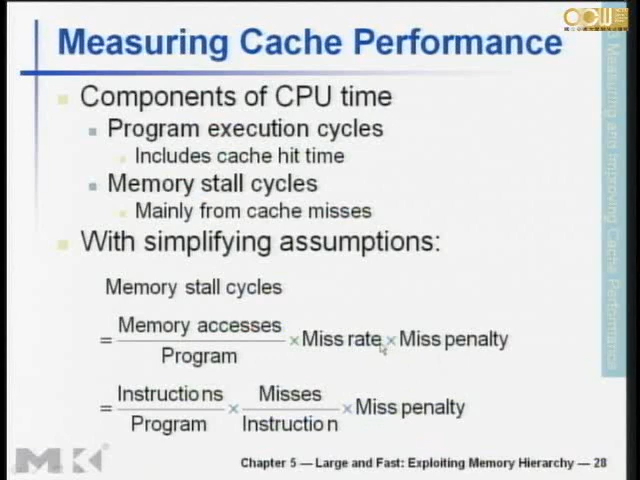 Measuring Cache Performance
Components of CPU time
Program execution cycles
Includes cache hit time
Memory stall cycles
Mainly from cache misses
With simplifying assumptions:
Memory stall cycles
= Memory accesses / Program × Miss rate × Miss penalty
= Instructions / Program × Misses / Instruction × Miss penalty
MK
Chapter 5 — Large and Fast: Exploiting Memory Hierarchy — 28
Measuring and Improving Cache Performance